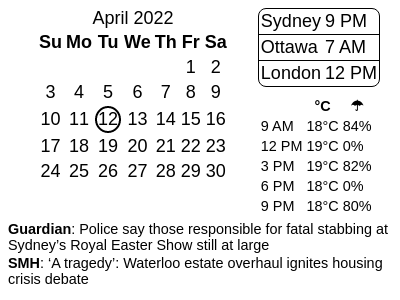 April 2022
Su Mo Tu We Th Fr Sa
1 2
3 4 5 6 7 8 9
10 11 12 13 14 15 16
17 18 19 20 21 22 23
24 25 26 27 28 29 30
Sydney 9 PM
Ottawa 7 AM
London 12 PM
°C ☂
9 AM 18°C 84%
12 PM 19°C 0%
3 PM 19°C 82%
6 PM 18°C 0%
9 PM 18°C 80%
Guardian: Police say those responsible for fatal stabbing at
Sydney’s Royal Easter Show still at large
SMH: ‘A tragedy’: Waterloo estate overhaul ignites housing
crisis debate